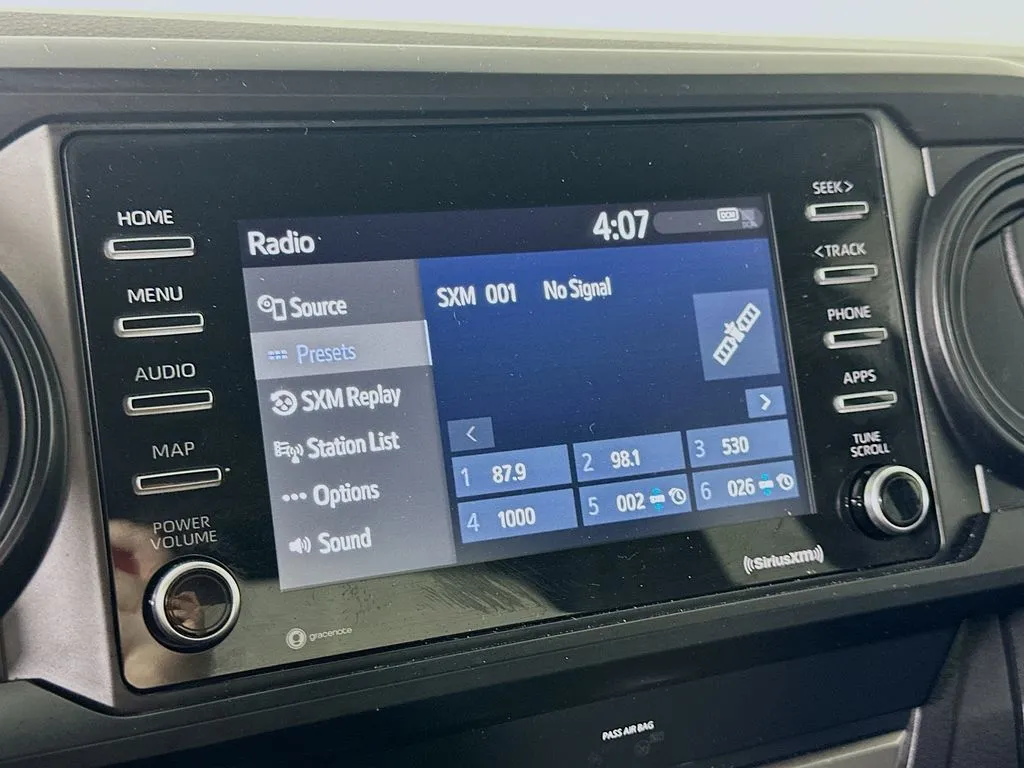 HOME
MENU
AUDIO
MAP
POWER
VOLUME
Radio
4:07
DCM
Source
Presets
SXM Replay
Station List
Options
Sound
SXM 001 No Signal
<
>
1 87.9
2 98.1
3 530
4 1000
5 002
6 026
SEEK >
< TRACK
PHONE
APPS
TUNE
SCROLL
gracenote
((SiriusXM))
PASS AIR BAG